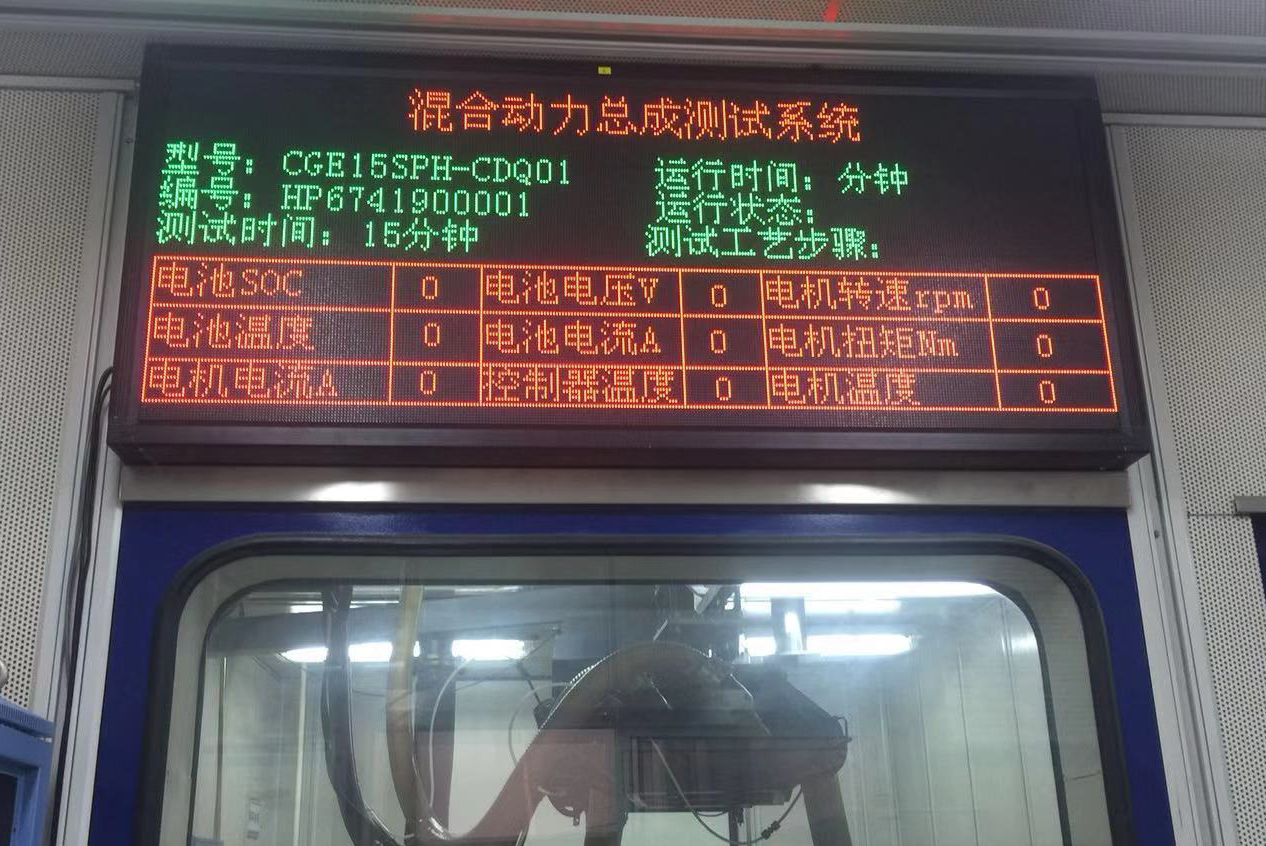 混合动力总成测试系统
型号：CGE15SPH-CDQ01 运行时间：分钟
编号：HP6741900001 运行状态：
测试时间：15分钟 测试工艺步骤：
电池SOC 0 电池电压V 0 电机转速rpm 0
电池温度 0 电池电流A 0 电机扭矩Nm 0
电机电流A 0 控制器温度 0 电机温度 0